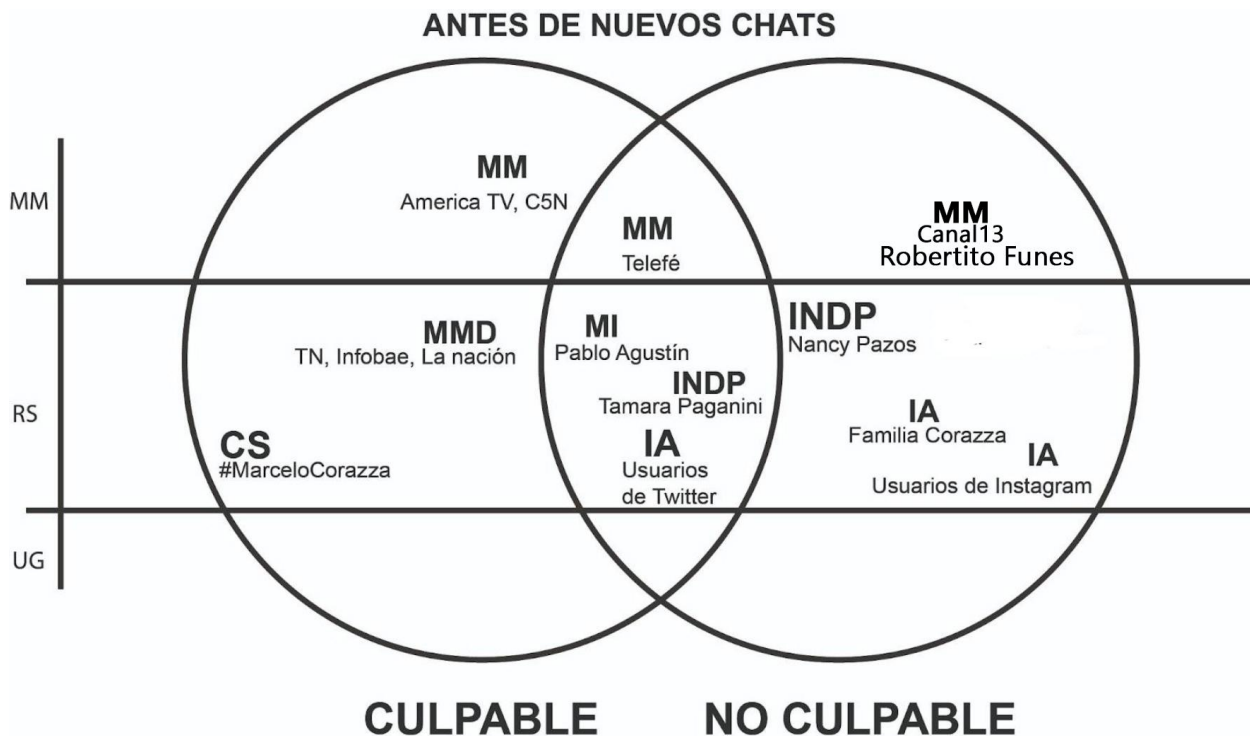 ANTES DE NUEVOS CHATS
MM
MM
America TV, C5N
MM
Telefé
MM
Canal13
Robertito Funes
RS
MMD
TN, Infobae, La nación
CS
#MarceloCorazza
MI
Pablo Agustín
INDP
Tamara Paganini
IA
Usuarios
de Twitter
INDP
Nancy Pazos
IA
Familia Corazza
IA
Usuarios de Instagram
UG
CULPABLE
NO CULPABLE